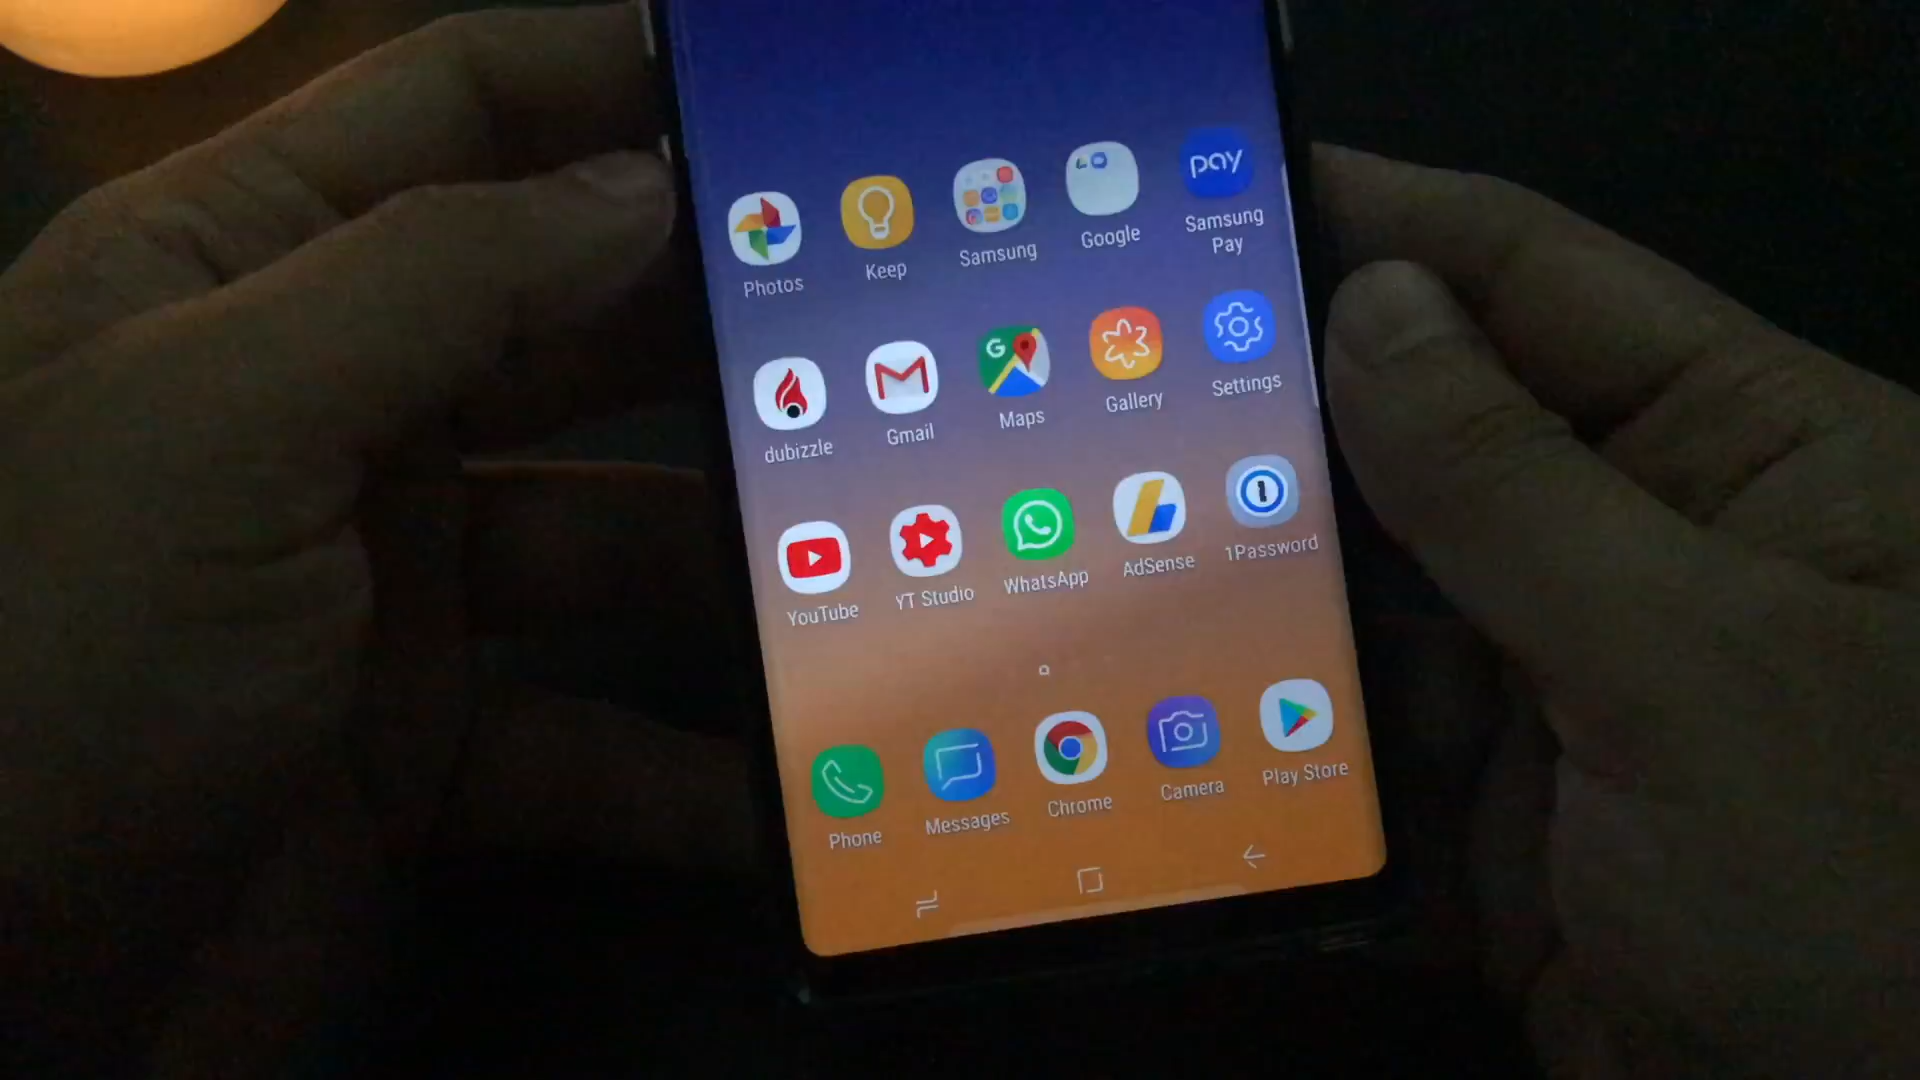 pay
Photos
Keep
Samsung
Google
Samsung
Pay
G
dubizzle
Gmail
Maps
Gallery
Settings
YouTube
YT Studio
WhatsApp
AdSense
1Password
Phone
Messages
Chrome
Camera
Play Store